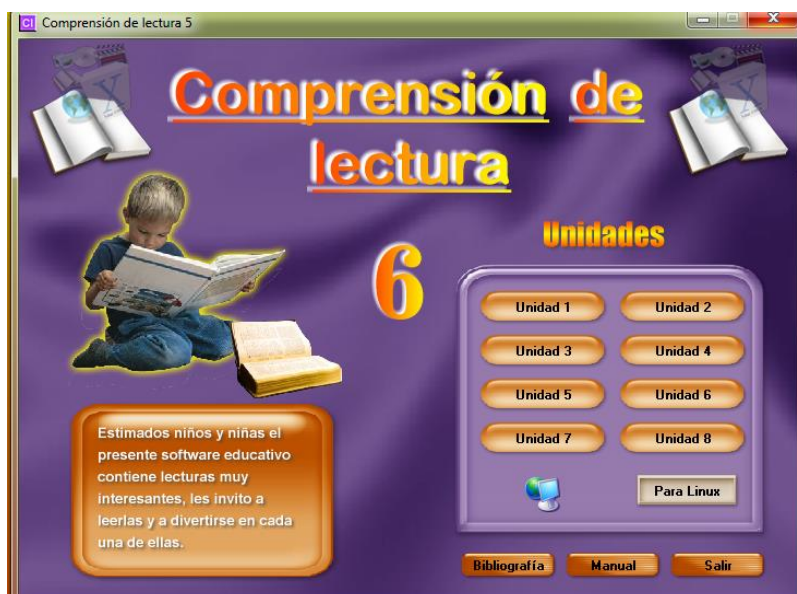 CI Comprensión de lectura 5
Comprensión de
lectura
6
Unidades
Unidad 1
Unidad 2
Unidad 3
Unidad 4
Unidad 5
Unidad 6
Unidad 7
Unidad 8
Para Linux
Estimados niños y niñas el
presente software educativo
contiene lecturas muy
interesantes, les invito a
leerlas y a divertirse en cada
una de ellas.
Bibliografía
Manual
Salir